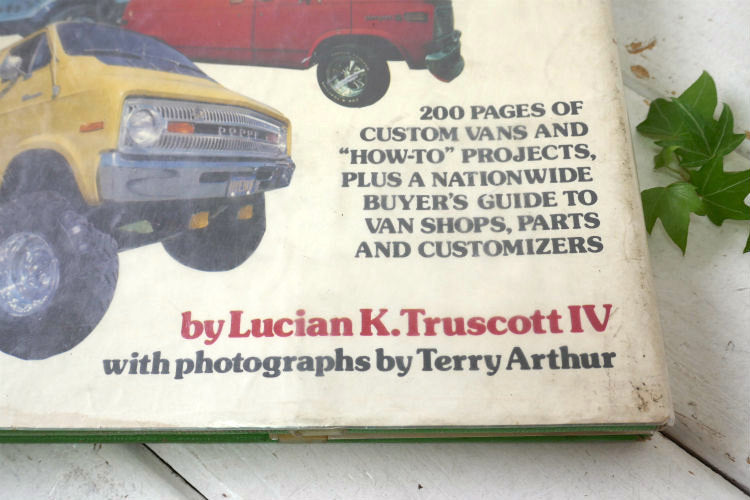 DODGE
200 PAGES OF
CUSTOM VANS AND
“HOW-TO” PROJECTS,
PLUS A NATIONWIDE
BUYER'S GUIDE TO
VAN SHOPS, PARTS
AND CUSTOMIZERS
by Lucian K. Truscott IV
with photographs by Terry Arthur